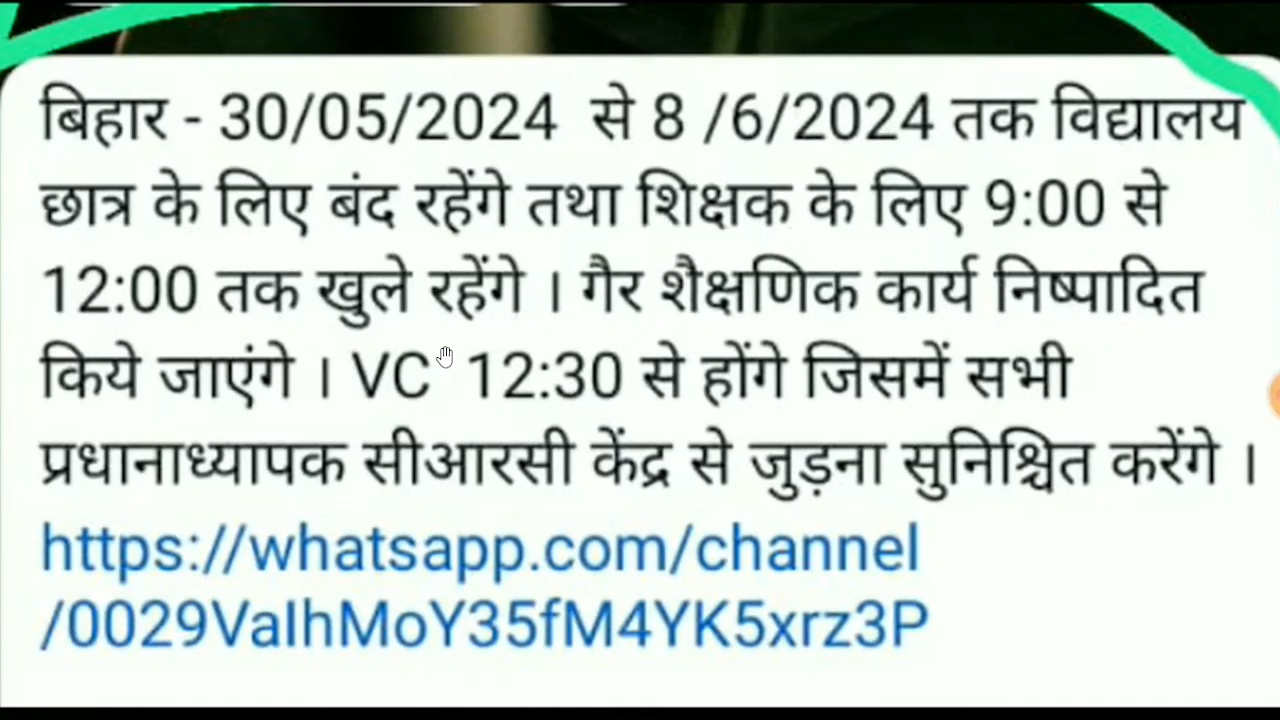 बिहार - 30/05/2024 से 8 /6/2024 तक विद्यालय
छात्र के लिए बंद रहेंगे तथा शिक्षक के लिए 9:00 से
12:00 तक खुले रहेंगे । गैर शैक्षणिक कार्य निष्पादित
किये जाएंगे । VC 12:30 से होंगे जिसमें सभी
प्रधानाध्यापक सीआरसी केंद्र से जुड़ना सुनिश्चित करेंगे ।
https://whatsapp.com/channel
/0029VaIhMoY35fM4YK5xrz3P